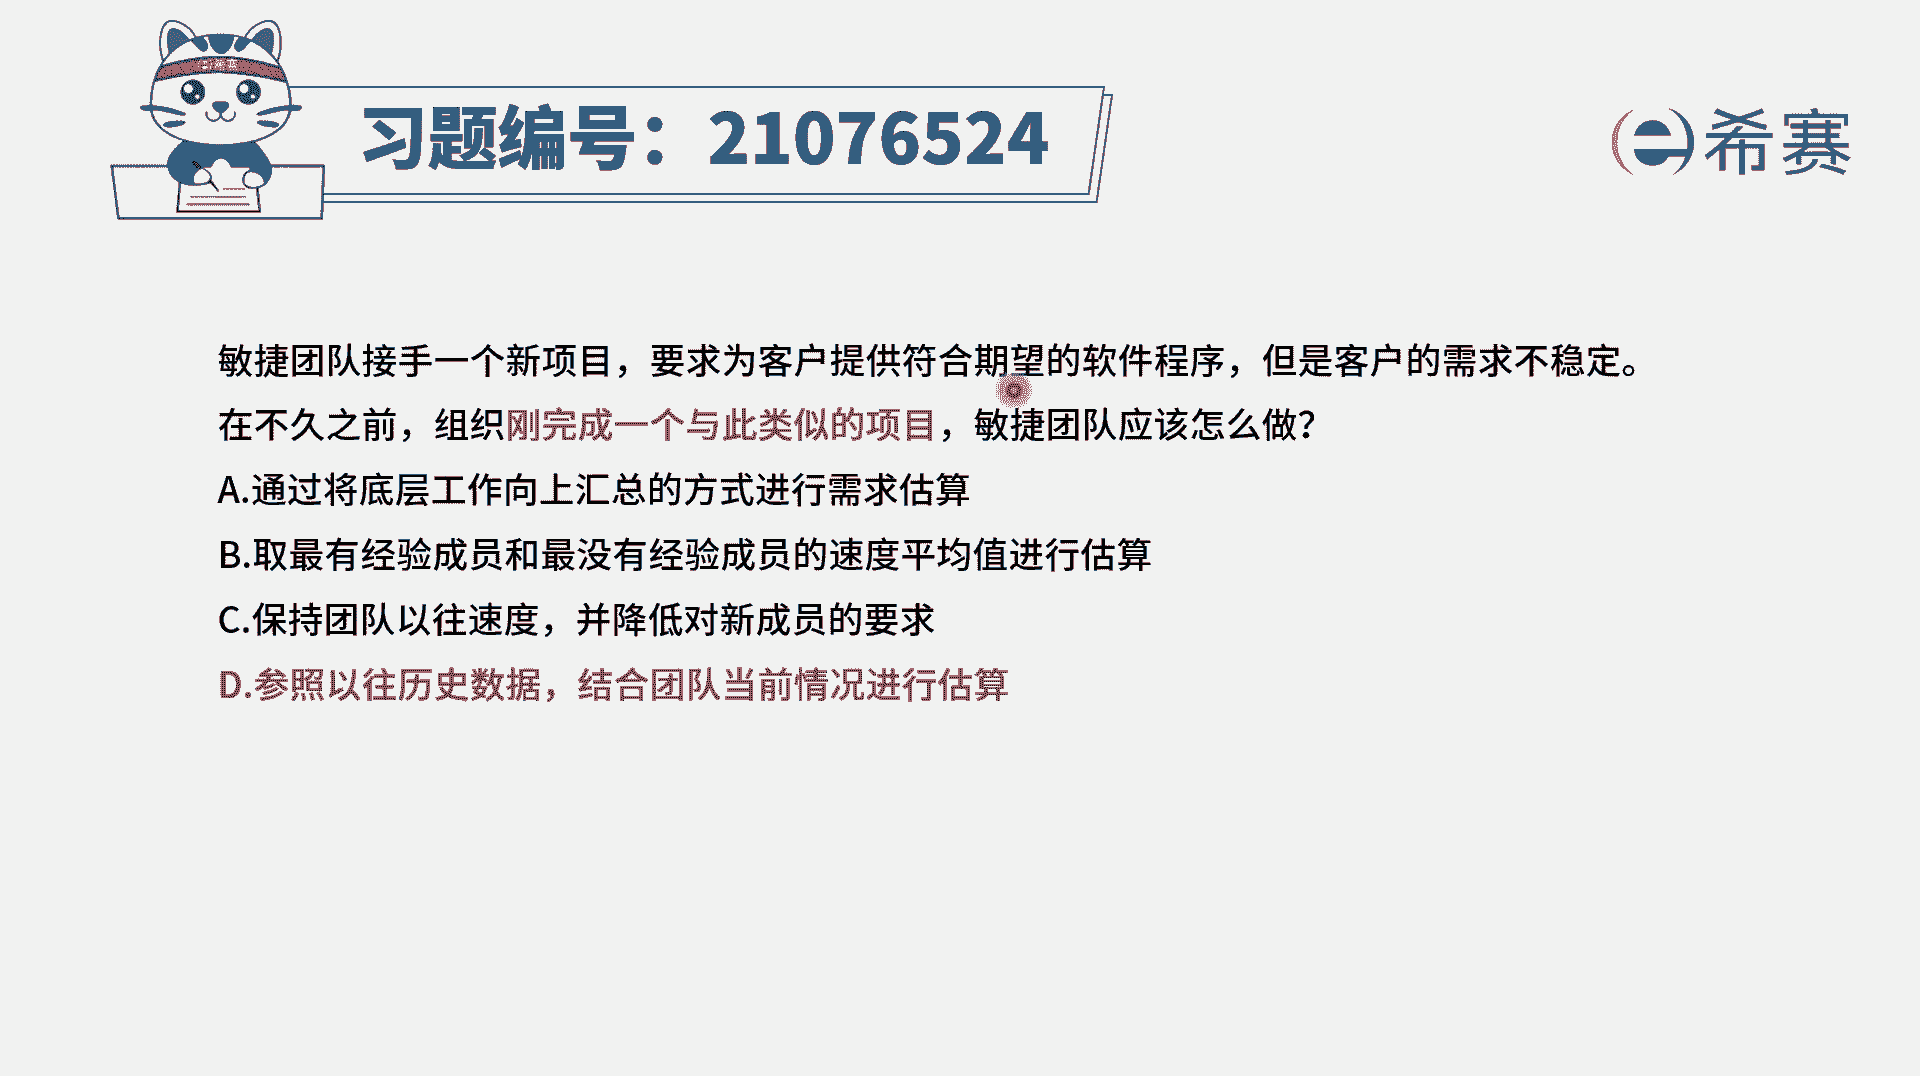 习题编号：21076524
希赛
敏捷团队接手一个新项目，要求为客户提供符合期望的软件程序，但是客户的需求不稳定。
在不久之前，组织刚完成一个与此类似的项目，敏捷团队应该怎么做？
A.通过将底层工作向上汇总的方式进行需求估算
B.取最有经验成员和最没有经验成员的速度平均值进行估算
C.保持团队以往速度，并降低对新成员的要求
D.参照以往历史数据，结合团队当前情况进行估算